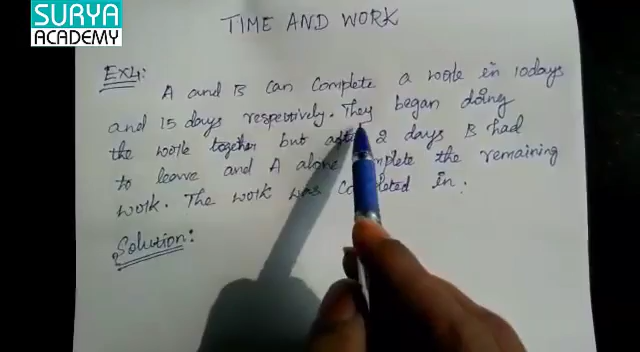 SURYA
ACADEMY
TIME AND WORK
EX4:
A and B can Complete a work in 10days
and 15 days respectively. They began doing
the work together but after 2 days B had
to leave and A alone complete the remaining
work. The work was completed in:
Solution: